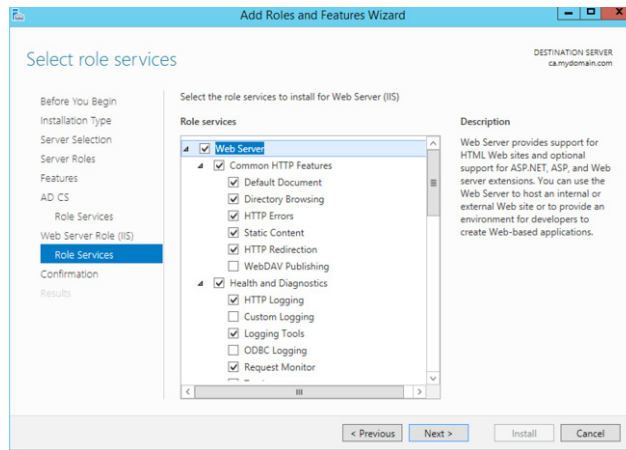 Add Roles and Features Wizard
Select role services
DESTINATION SERVER
ca.mydomain.com
Before You Begin
Installation Type
Server Selection
Server Roles
Features
AD CS
Role Services
Web Server Role (IIS)
Role Services
Confirmation
Results
Select the role services to install for Web Server (IIS)
Role services
Web Server
Common HTTP Features
Default Document
Directory Browsing
HTTP Errors
Static Content
HTTP Redirection
WebDAV Publishing
Health and Diagnostics
HTTP Logging
Custom Logging
Logging Tools
ODBC Logging
Request Monitor
Description
Web Server provides support for
HTML Web sites and optional
support for ASP.NET, ASP, and Web
server extensions. You can use the
Web Server to host an internal or
external Web site or to provide an
environment for developers to
create Web-based applications.
< Previous
Next >
Install
Cancel